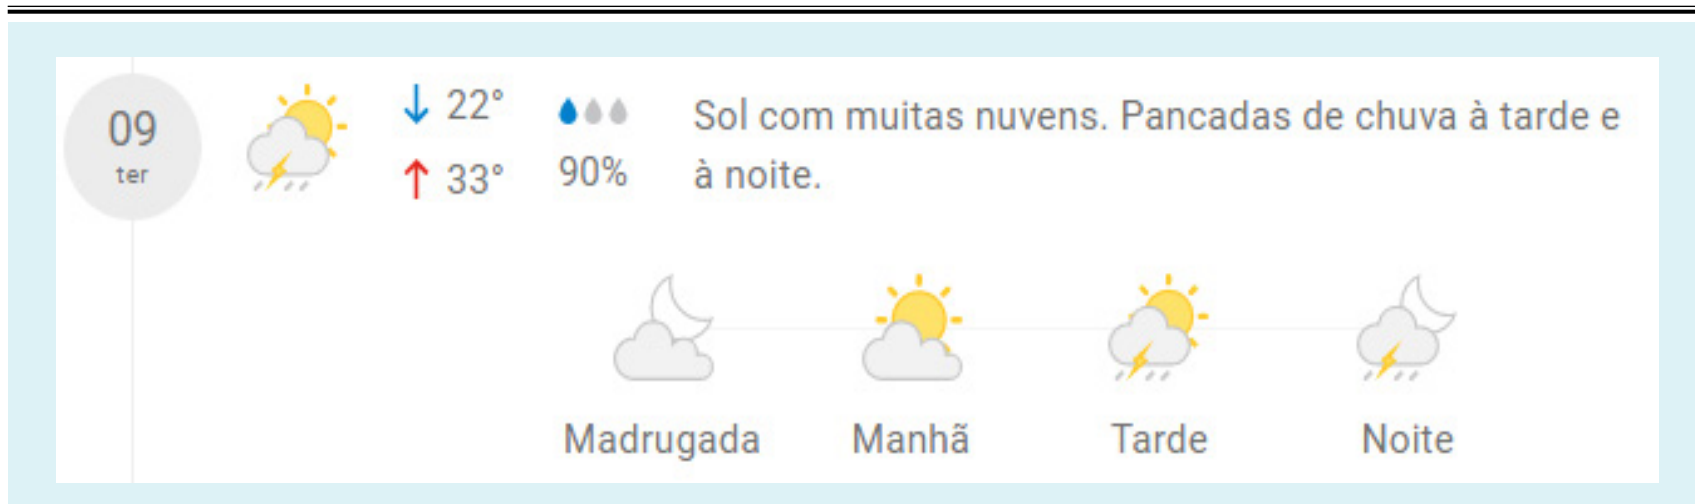 09
ter
22°
33°
90%
Sol com muitas nuvens. Pancadas de chuva à tarde e
à noite.
Madrugada Manhã Tarde Noite